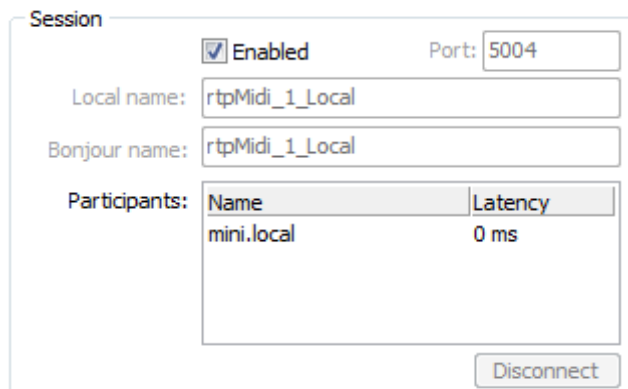 Session
Enabled Port: 5004
Local name: rtpMidi_1_Local
Bonjour name: rtpMidi_1_Local
Participants: Name Latency
mini.local 0 ms
Disconnect